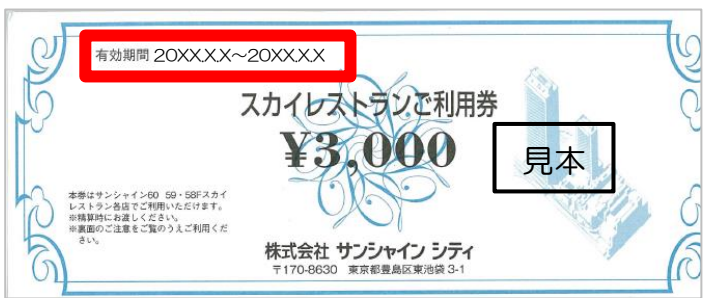 有効期間 20XX.X.X～20XX.X.X
スカイレストランご利用券
¥3,000
見本
本券はサンシャイン60 59・58Fスカイ
レストラン各店でご利用いただけます。
※精算時にお渡しください。
※裏面のご注意をご覧のうえご利用くだ
さい。
株式会社 サンシャイン シティ
〒170-8630 東京都豊島区東池袋 3-1